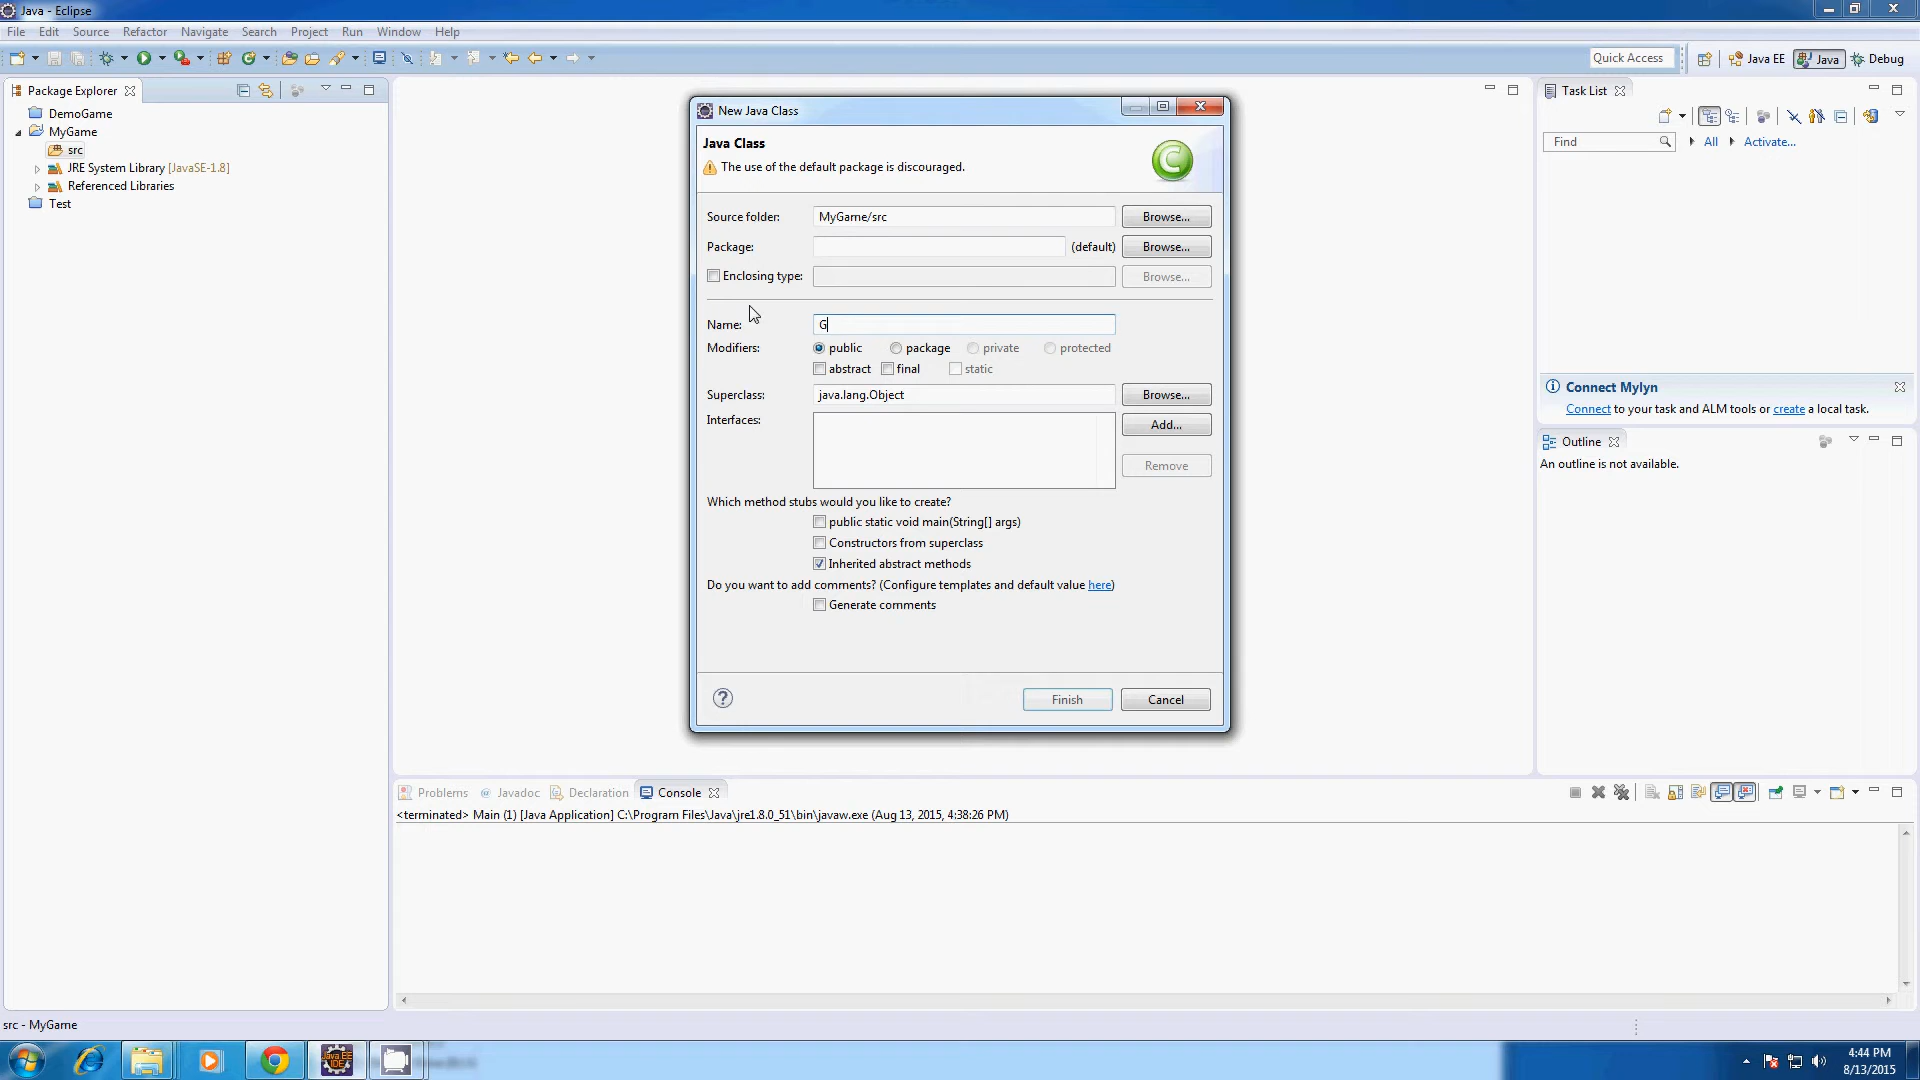 Java - Eclipse
File Edit Source Refactor Navigate Search Project Run Window Help
Quick Access
Java EE
Java
Debug
Package Explorer
DemoGame
MyGame
src
JRE System Library [JavaSE-1.8]
Referenced Libraries
Test
New Java Class
Java Class
The use of the default package is discouraged.
Source folder: MyGame/src Browse...
Package: (default) Browse...
Enclosing type: Browse...
Name: G
Modifiers: public package private protected
abstract final static
Superclass: java.lang.Object Browse...
Interfaces: Add...
Remove
Which method stubs would you like to create?
public static void main(String[] args)
Constructors from superclass
Inherited abstract methods
Do you want to add comments? (Configure templates and default value here)
Generate comments
Finish Cancel
Task List
Find All Activate...
Connect Mylyn
Connect to your task and ALM tools or create a local task.
Outline
An outline is not available.
Problems Javadoc Declaration Console
<terminated> Main (1) [Java Application] C:\Program Files\Java\jre1.8.0_51\bin\javaw.exe (Aug 13, 2015, 4:38:26 PM)
src - MyGame
Java EE
IDE
4:44 PM
8/13/2015